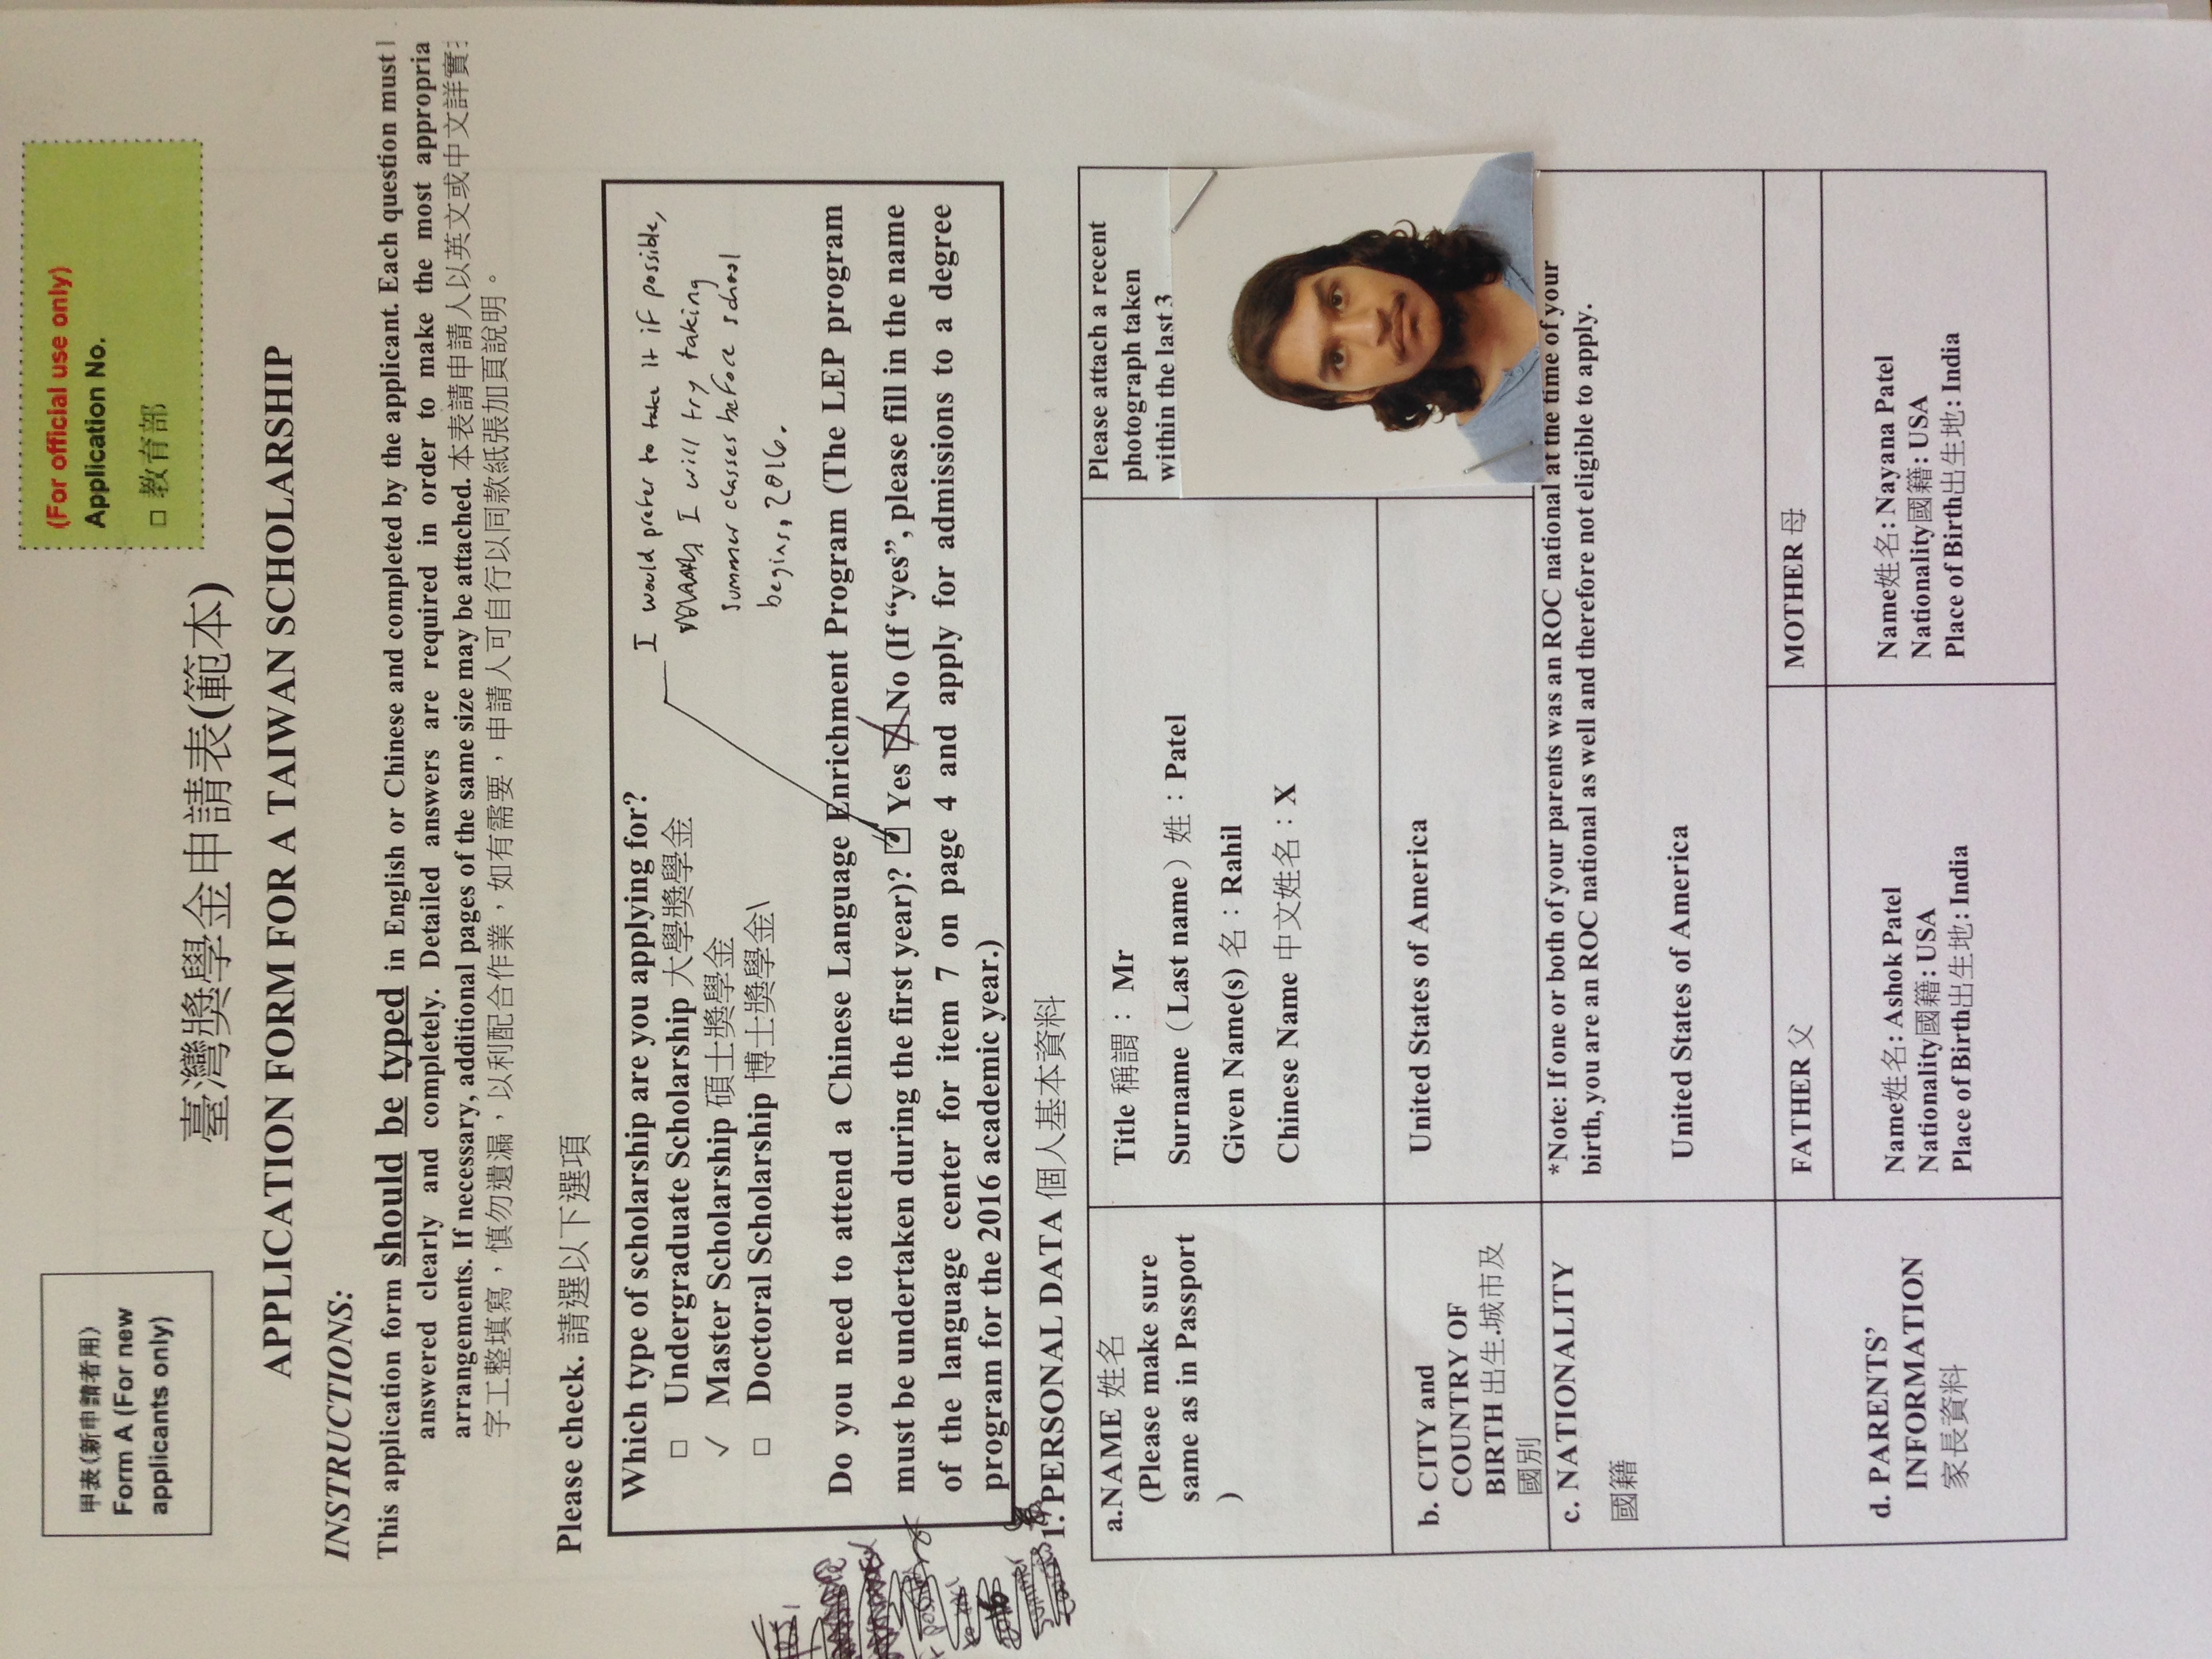 甲表(新申請者用)
Form A (For new
applicants only)
(For official use only)
Application No.
□ 教育部
臺灣獎學金申請表(範本)
APPLICATION FORM FOR A TAIWAN SCHOLARSHIP
INSTRUCTIONS:
This application form should be typed in English or Chinese and completed by the applicant. Each question must
answered clearly and completely. Detailed answers are required in order to make the most appropria
arrangements. If necessary, additional pages of the same size may be attached. 本表請申請人以英文或中文詳實
字工整填寫，慎勿遺漏，以利配合作業，如有需要，申請人可自行以同款紙張加頁說明。
Please check. 請選以下選項
Which type of scholarship are you applying for?
□ Undergraduate Scholarship 大學獎學金
✓ Master Scholarship 碩士獎學金
□ Doctoral Scholarship 博士獎學金\
I would prefer to take it if possible,
I will try taking
summer classes before school
begins, 2016.
Do you need to attend a Chinese Language Enrichment Program (The LEP program
must be undertaken during the first year)? ☑ Yes ☒ No (If “yes”, please fill in the name
of the language center for item 7 on page 4 and apply for admissions to a degree
program for the 2016 academic year.)
possible
2016
summer
1. PERSONAL DATA 個人基本資料
a.NAME 姓名
(Please make sure
same as in Passport
)
Title 稱謂： Mr
Surname（Last name）姓：Patel
Given Name(s) 名：Rahil
Chinese Name 中文姓名：X
Please attach a recent
photograph taken
within the last 3
b. CITY and
COUNTRY OF
BIRTH 出生.城市及
國別
United States of America
c. NATIONALITY
國籍
*Note: If one or both of your parents was an ROC national at the time of your
birth, you are an ROC national as well and therefore not eligible to apply.
United States of America
d. PARENTS’
INFORMATION
家長資料
FATHER 父
Name姓名: Ashok Patel
Nationality國籍: USA
Place of Birth出生地: India
MOTHER 母
Name姓名: Nayana Patel
Nationality國籍: USA
Place of Birth出生地: India